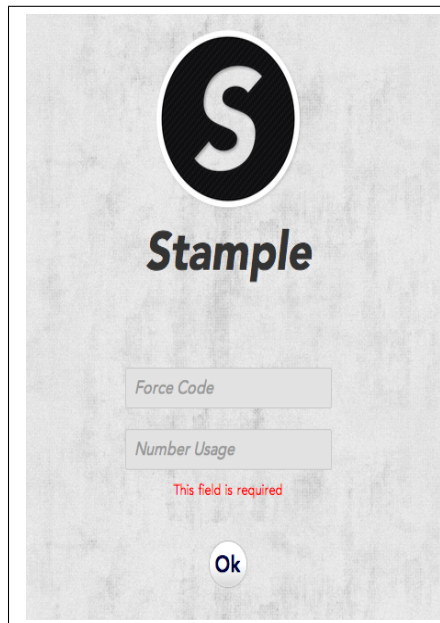 S
Stample
Force Code
Number Usage
This field is required
Ok